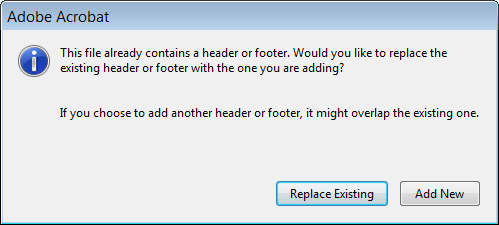 Adobe Acrobat
This file already contains a header or footer. Would you like to replace the
existing header or footer with the one you are adding?
If you choose to add another header or footer, it might overlap the existing one.
Replace Existing
Add New